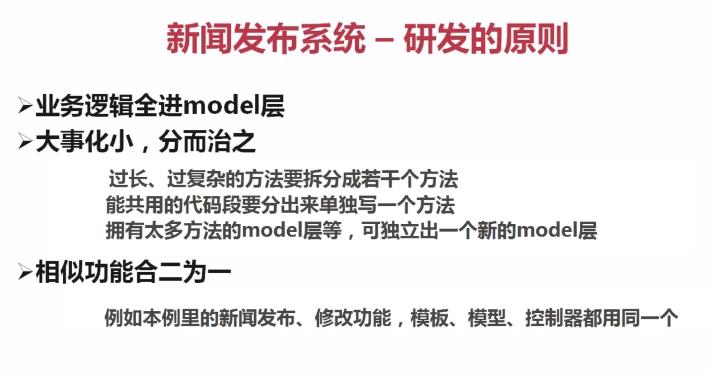 新闻发布系统 – 研发的原则
➢业务逻辑全进model层
➢大事化小，分而治之
过长、过复杂的方法要拆分成若干个方法
能共用的代码段要分出来单独写一个方法
拥有太多方法的model层等，可独立出一个新的model层
➢相似功能合二为一
例如本例里的新闻发布、修改功能，模板、模型、控制器都用同一个